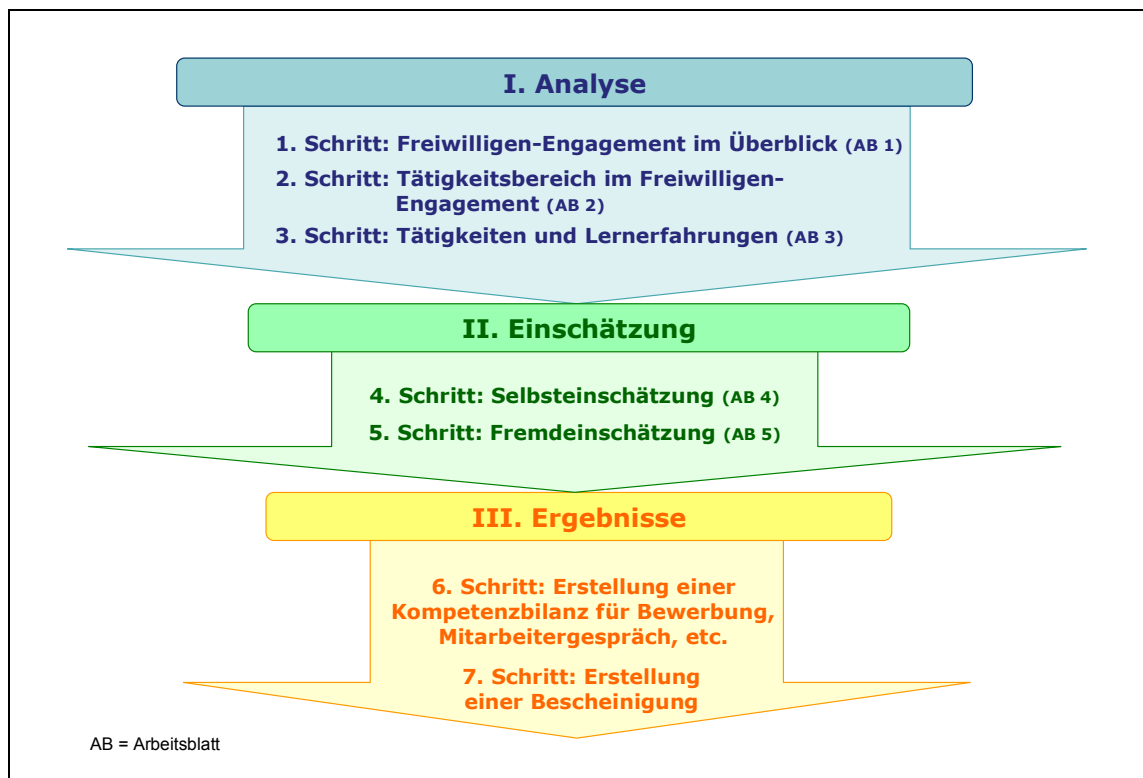 I. Analyse
1. Schritt: Freiwilligen-Engagement im Überblick (AB 1)
2. Schritt: Tätigkeitsbereich im Freiwilligen-
Engagement (AB 2)
3. Schritt: Tätigkeiten und Lernerfahrungen (AB 3)
II. Einschätzung
4. Schritt: Selbsteinschätzung (AB 4)
5. Schritt: Fremdeinschätzung (AB 5)
III. Ergebnisse
6. Schritt: Erstellung einer
Kompetenzbilanz für Bewerbung,
Mitarbeitergespräch, etc.
7. Schritt: Erstellung
einer Bescheinigung
AB = Arbeitsblatt